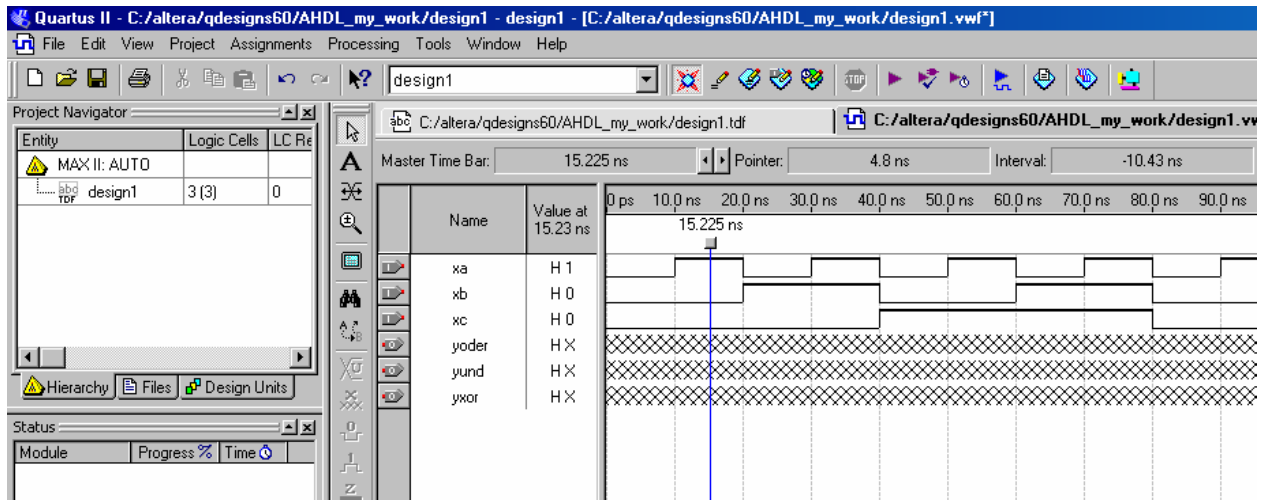 Quartus II - C:/altera/qdesigns60/AHDL_my_work/design1 - design1 - [C:/altera/qdesigns60/AHDL_my_work/design1.vwf*]
File Edit View Project Assignments Processing Tools Window Help
design1
STOP
Project Navigator
Entity Logic Cells LC Re
MAX II: AUTO
abc TDF design1 3 (3) 0
Hierarchy Files Design Units
Status
Module Progress % Time
abc C:/altera/qdesigns60/AHDL_my_work/design1.tdf C:/altera/qdesigns60/AHDL_my_work/design1.vw
Master Time Bar: 15.225 ns Pointer: 4.8 ns Interval: -10.43 ns
Name Value at 15.23 ns 0 ps 10.0 ns 20.0 ns 30.0 ns 40.0 ns 50.0 ns 60.0 ns 70.0 ns 80.0 ns 90.0 ns
15.225 ns
xa H 1
xb H 0
xc H 0
yoder H X
yund H X
yxor H X